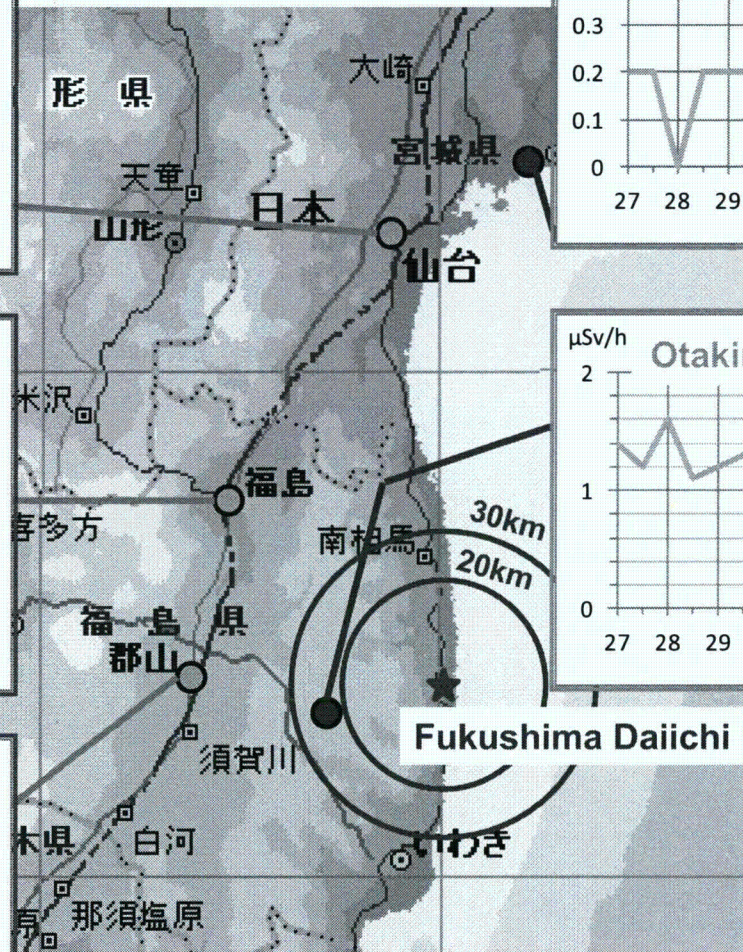 0.3
0.2
0.1
0
27 28 29
大崎
形 県
宮城県
天童
日本
山形
仙台
μSv/h
Otaki
2
1
0
27 28 29
米沢
福島
喜多方
南相馬
30km
20km
福 島 県
郡山
Fukushima Daiichi
須賀川
木県
白河
いわき
那須塩原
原